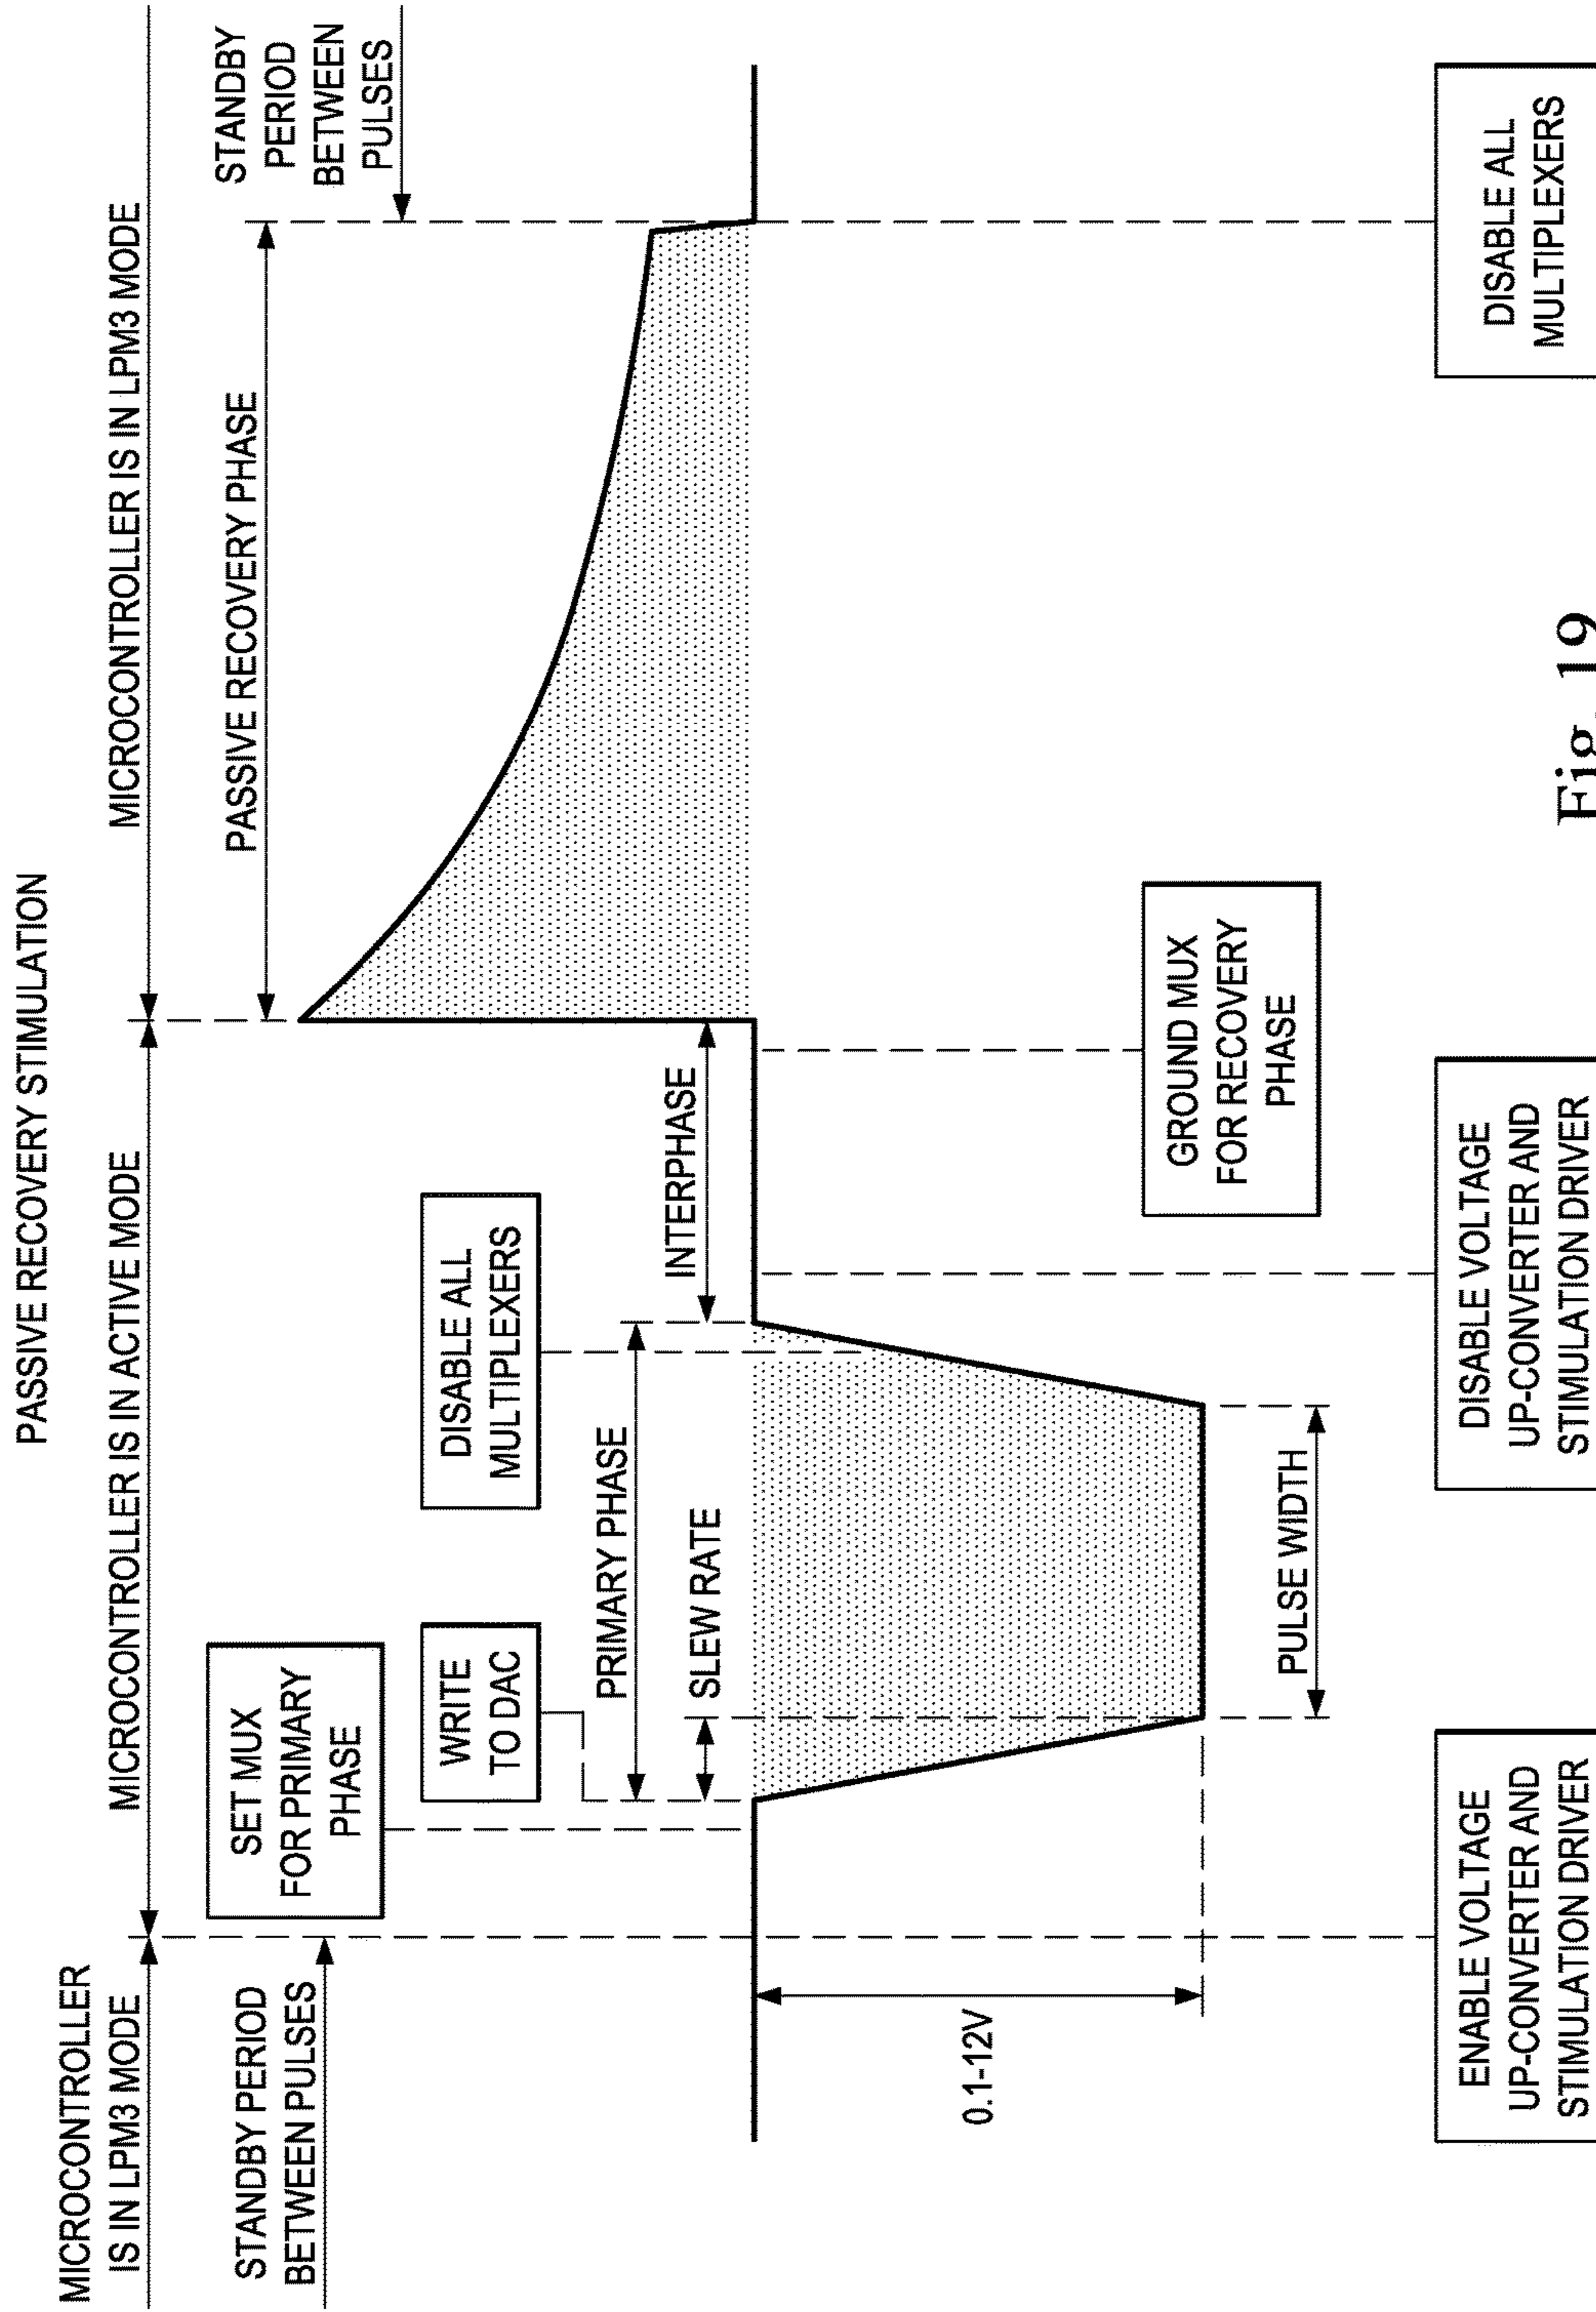 PASSIVE RECOVERY STIMULATION
MICROCONTROLLER
IS IN LPM3 MODE
MICROCONTROLLER IS IN ACTIVE MODE
MICROCONTROLLER IS IN LPM3 MODE
STANDBY PERIOD
BETWEEN PULSES
SET MUX
FOR PRIMARY
PHASE
PASSIVE RECOVERY PHASE
STANDBY
PERIOD
BETWEEN
PULSES
WRITE
TO DAC
DISABLE ALL
MULTIPLEXERS
PRIMARY PHASE
SLEW RATE
INTERPHASE
0.1-12V
PULSE WIDTH
GROUND MUX
FOR RECOVERY
PHASE
ENABLE VOLTAGE
UP-CONVERTER AND
STIMULATION DRIVER
DISABLE VOLTAGE
UP-CONVERTER AND
STIMULATION DRIVER
DISABLE ALL
MULTIPLEXERS
Fig. 19